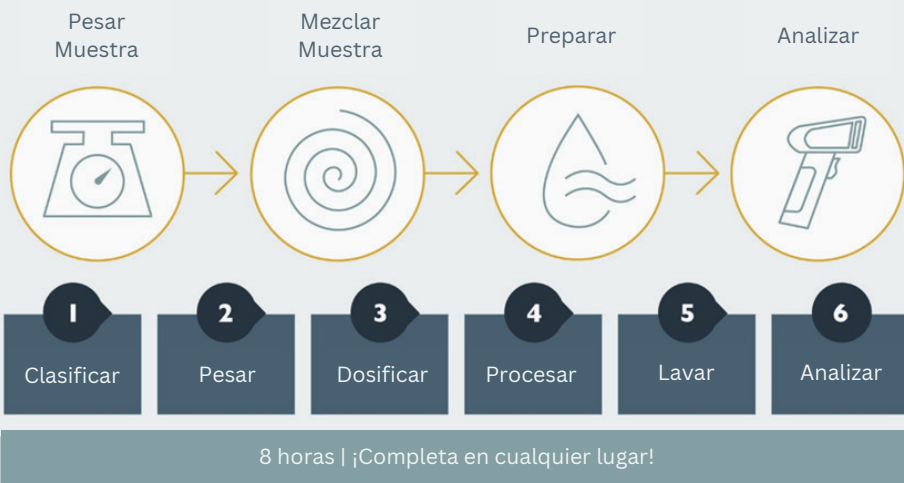 Pesar
Muestra
Mezclar
Muestra
Preparar
Analizar
1
2
3
4
5
6
Clasificar
Pesar
Dosificar
Procesar
Lavar
Analizar
8 horas | ¡Completa en cualquier lugar!